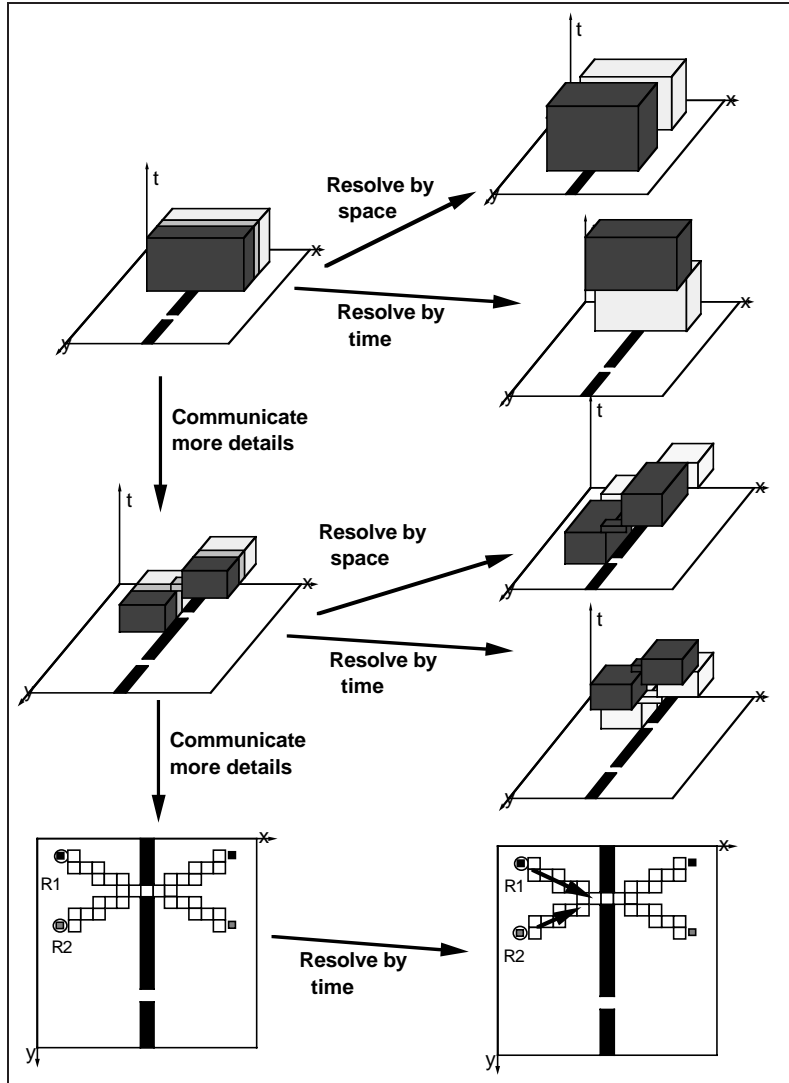 t
x
y
Resolve by
space
t
x
y
Resolve by
time
x
y
Communicate
more details
t
x
y
Resolve by
space
t
x
y
Resolve by
time
t
x
y
Communicate
more details
x
R1
R2
y
Resolve by
time
x
R1
R2
y